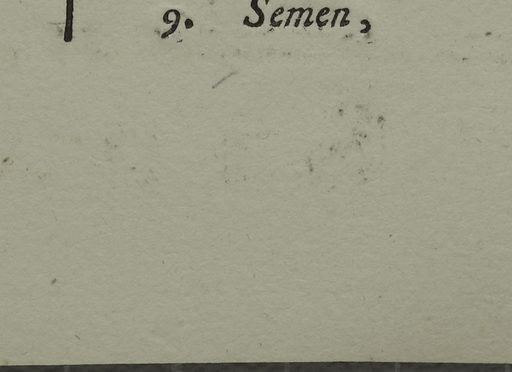 9. Semen,